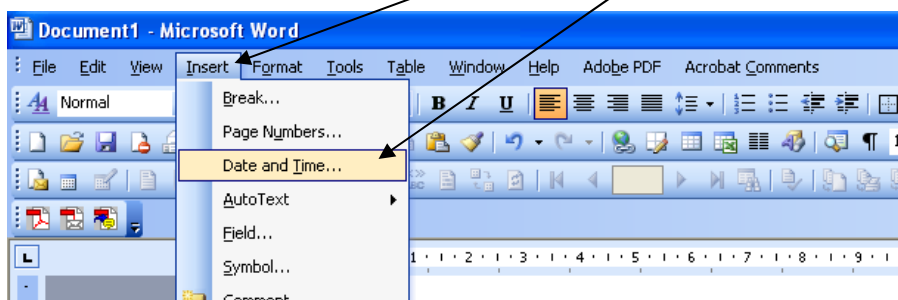 Document1 - Microsoft Word
File Edit View Insert Format Tools Table Window Help Adobe PDF Acrobat Comments
Normal B I U
Break...
Page Numbers...
Date and Time...
AutoText
Field...
Symbol...
Comment
1 2 3 4 5 6 7 8 9